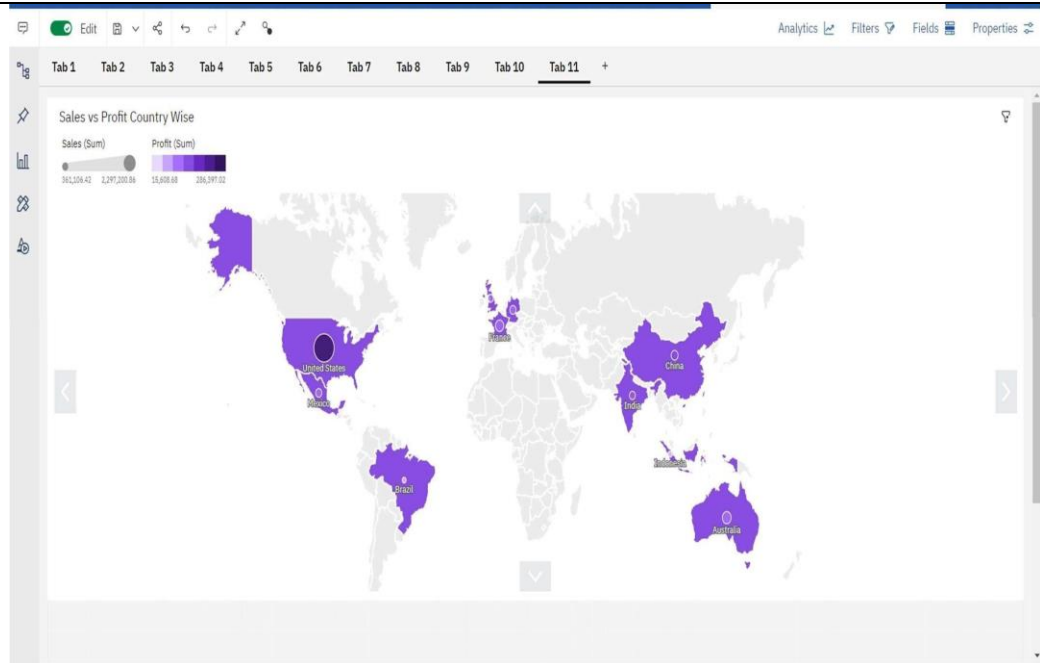 Edit
Analytics Filters Fields Properties
Tab 1 Tab 2 Tab 3 Tab 4 Tab 5 Tab 6 Tab 7 Tab 8 Tab 9 Tab 10 Tab 11 +
Sales vs Profit Country Wise
Sales (Sum) Profit (Sum)
361,106.42 2,297,200.86 15,608.68 286,397.02
France
United States
China
Mexico
India
Indonesia
Brazil
Australia